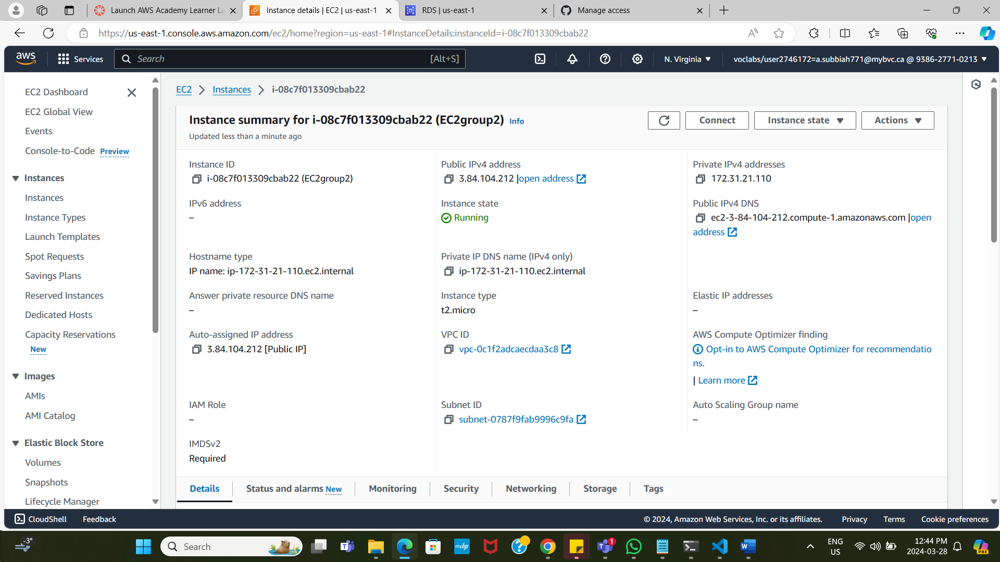 Launch AWS Academy Learner La
Instance details | EC2 | us-east-1
RDS | us-east-1
Manage access
https://us-east-1.console.aws.amazon.com/ec2/home?region=us-east-1#InstanceDetails:instanceId=i-08c7f013309cbab22
aws
Services
Search
[Alt+S]
N. Virginia
voclabs/user2746172=a.subbiah771@mybvc.ca @ 9386-2771-0213
EC2 Dashboard
EC2 Global View
Events
Console-to-Code Preview
Instances
Instances
Instance Types
Launch Templates
Spot Requests
Savings Plans
Reserved Instances
Dedicated Hosts
Capacity Reservations
New
Images
AMIs
AMI Catalog
Elastic Block Store
Volumes
Snapshots
Lifecycle Manager
EC2
Instances
i-08c7f013309cbab22
Instance summary for i-08c7f013309cbab22 (EC2group2) Info
Updated less than a minute ago
Connect
Instance state
Actions
Instance ID
i-08c7f013309cbab22 (EC2group2)
Public IPv4 address
3.84.104.212 |open address
Private IPv4 addresses
172.31.21.110
IPv6 address
–
Instance state
Running
Public IPv4 DNS
ec2-3-84-104-212.compute-1.amazonaws.com |open
address
Hostname type
IP name: ip-172-31-21-110.ec2.internal
Private IP DNS name (IPv4 only)
ip-172-31-21-110.ec2.internal
Answer private resource DNS name
–
Instance type
t2.micro
Elastic IP addresses
–
Auto-assigned IP address
3.84.104.212 [Public IP]
VPC ID
vpc-0c1f2adcaecdaa3c8
AWS Compute Optimizer finding
Opt-in to AWS Compute Optimizer for recommendatio
ns.
| Learn more
IAM Role
–
Subnet ID
subnet-0787f9fab9996c9fa
Auto Scaling Group name
–
IMDSv2
Required
Details
Status and alarms New
Monitoring
Security
Networking
Storage
Tags
CloudShell
Feedback
© 2024, Amazon Web Services, Inc. or its affiliates.
Privacy
Terms
Cookie preferences
-3°
Search
myhp
1
W
ENG
US
12:44 PM
2024-03-28
PRE